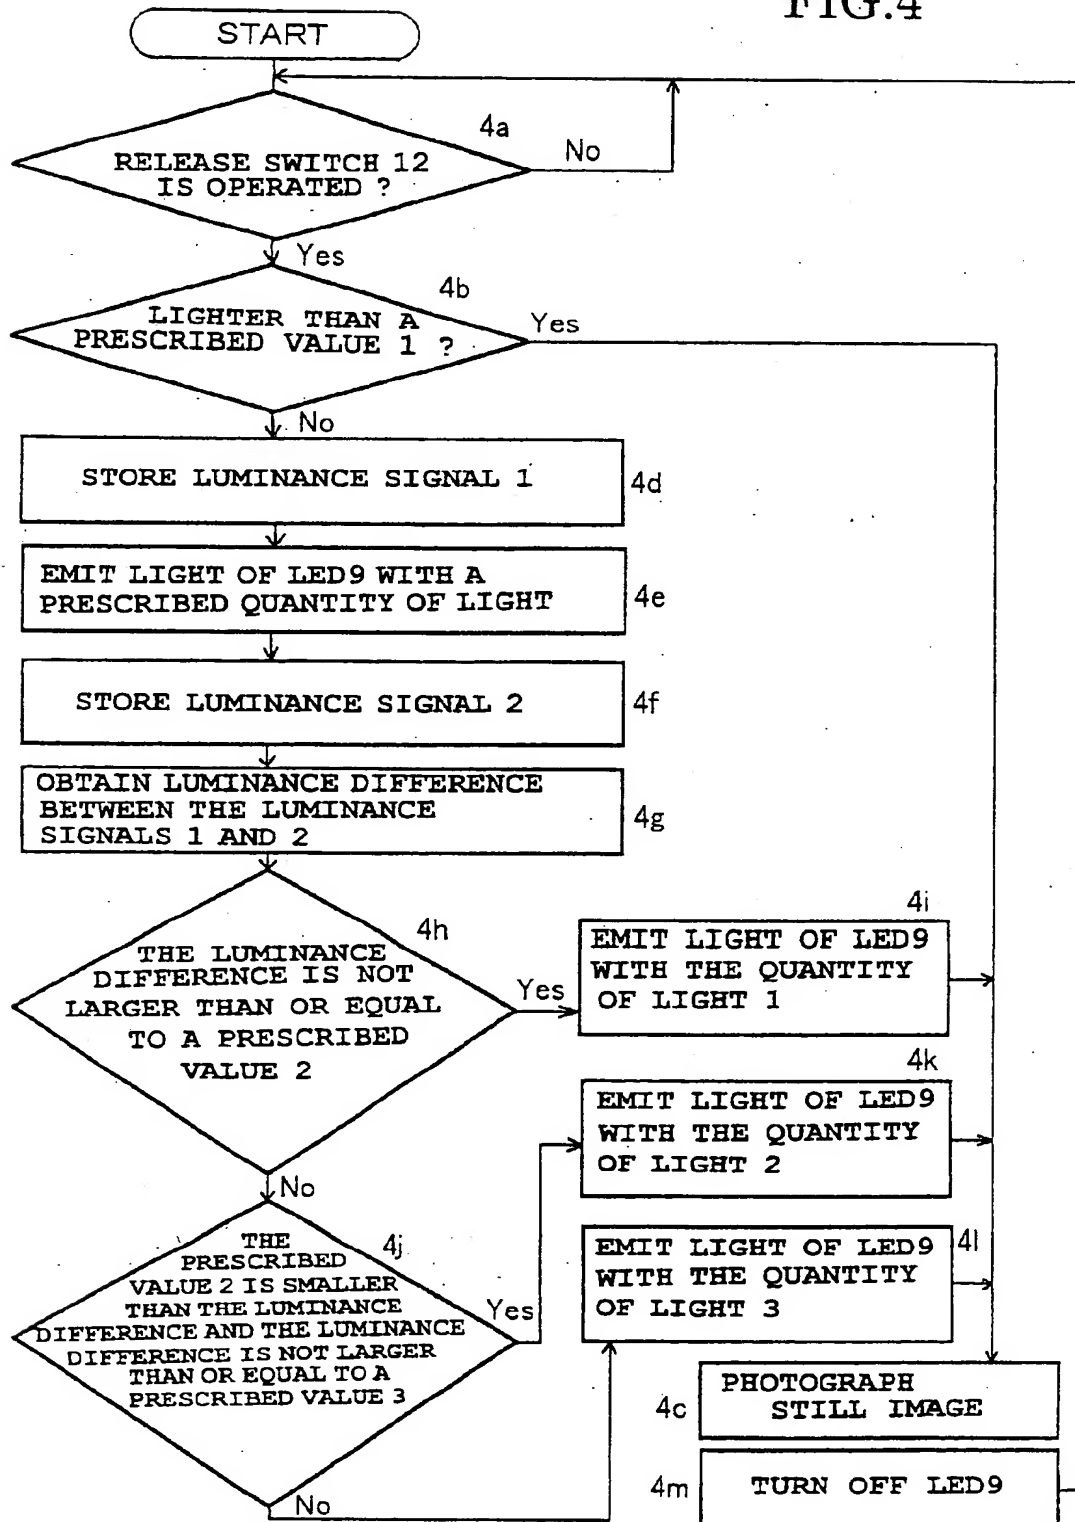 FIG.4
START
4a
RELEASE SWITCH 12
IS OPERATED ?
No
Yes
4b
LIGHTER THAN A
PRESCRIBED VALUE 1 ?
Yes
No
STORE LUMINANCE SIGNAL 1
4d
EMIT LIGHT OF LED9 WITH A
PRESCRIBED QUANTITY OF LIGHT
4e
STORE LUMINANCE SIGNAL 2
4f
OBTAIN LUMINANCE DIFFERENCE
BETWEEN THE LUMINANCE
SIGNALS 1 AND 2
4g
4h
THE LUMINANCE
DIFFERENCE IS NOT
LARGER THAN OR EQUAL
TO A PRESCRIBED
VALUE 2
Yes
4i
EMIT LIGHT OF LED9
WITH THE QUANTITY
OF LIGHT 1
4k
EMIT LIGHT OF LED9
WITH THE QUANTITY
OF LIGHT 2
No
4j
THE
PRESCRIBED
VALUE 2 IS SMALLER
THAN THE LUMINANCE
DIFFERENCE AND THE LUMINANCE
DIFFERENCE IS NOT LARGER
THAN OR EQUAL TO A
PRESCRIBED VALUE 3
Yes
EMIT LIGHT OF LED9
WITH THE QUANTITY
OF LIGHT 3
4l
4c
PHOTOGRAPH
STILL IMAGE
4m
TURN OFF LED9
No